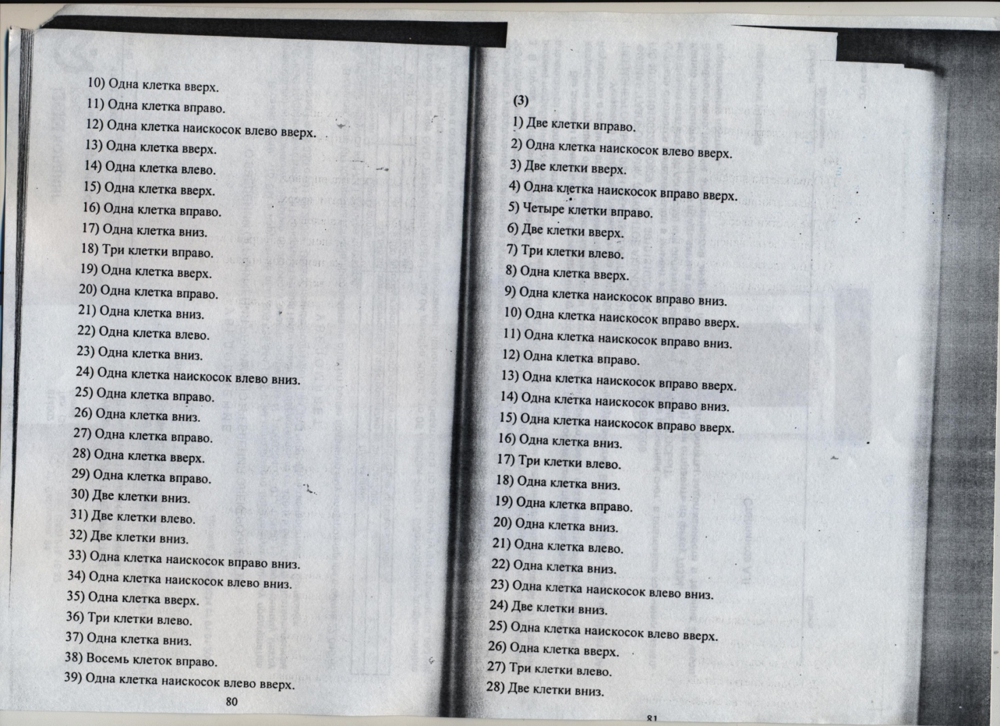 10) Одна клетка вверх.
11) Одна клетка вправо.
12) Одна клетка наискосок влево вверх.
13) Одна клетка вверх.
14) Одна клетка влево.
15) Одна клетка вверх.
16) Одна клетка вправо.
17) Одна клетка вниз.
18) Три клетки вправо.
19) Одна клетка вверх.
20) Одна клетка вправо.
21) Одна клетка вниз.
22) Одна клетка влево.
23) Одна клетка вниз.
24) Одна клетка наискосок влево вниз.
25) Одна клетка вправо.
26) Одна клетка вниз.
27) Одна клетка вправо.
28) Одна клетка вверх.
29) Одна клетка вправо.
30) Две клетки вниз.
31) Две клетки влево.
32) Две клетки вниз.
33) Одна клетка наискосок вправо вниз.
34) Одна клетка наискосок влево вниз.
35) Одна клетка вверх.
36) Три клетки влево.
37) Одна клетка вниз.
38) Восемь клеток вправо.
39) Одна клетка наискосок влево вверх.
80
(3)
1) Две клетки вправо.
2) Одна клетка наискосок влево вверх.
3) Две клетки вверх.
4) Одна клетка наискосок вправо вверх.
5) Четыре клетки вправо.
6) Две клетки вверх.
7) Три клетки влево.
8) Одна клетка вверх.
9) Одна клетка наискосок вправо вниз.
10) Одна клетка наискосок вправо вверх.
11) Одна клетка наискосок вправо вниз.
12) Одна клетка вправо.
13) Одна клетка наискосок вправо вверх.
14) Одна клетка наискосок вправо вниз.
15) Одна клетка наискосок вправо вверх.
16) Одна клетка вниз.
17) Три клетки влево.
18) Одна клетка вниз.
19) Одна клетка вправо.
20) Одна клетка вниз.
21) Одна клетка влево.
22) Одна клетка вниз.
23) Одна клетка наискосок влево вниз.
24) Две клетки вниз.
25) Одна клетка наискосок влево вверх.
26) Одна клетка вверх.
27) Три клетки влево.
28) Две клетки вниз.
81